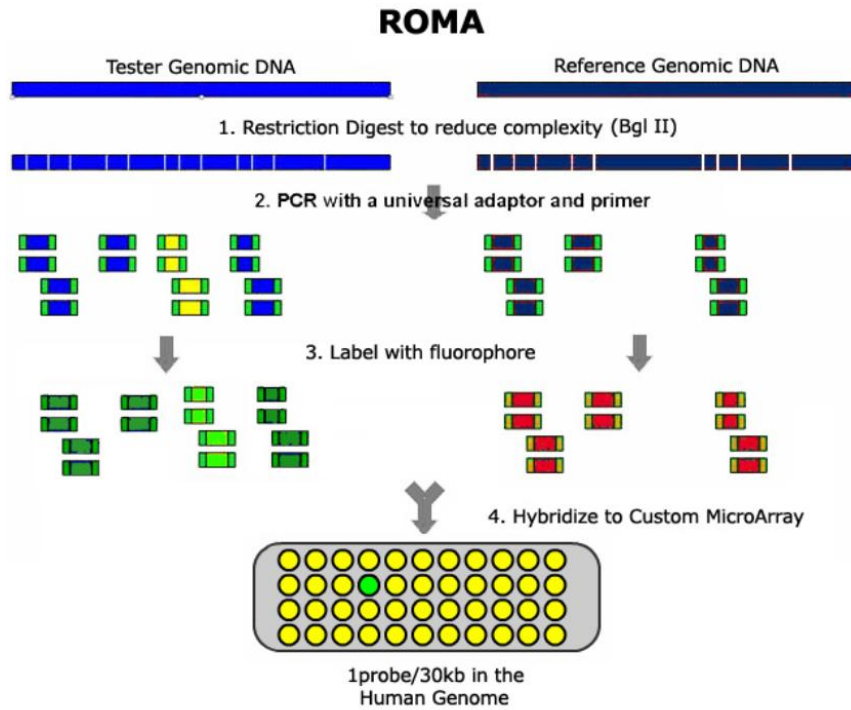 ROMA
Tester Genomic DNA
Reference Genomic DNA
1. Restriction Digest to reduce complexity (Bgl II)
2. PCR with a universal adaptor and primer
3. Label with fluorophore
4. Hybridize to Custom MicroArray
1probe/30kb in the
Human Genome